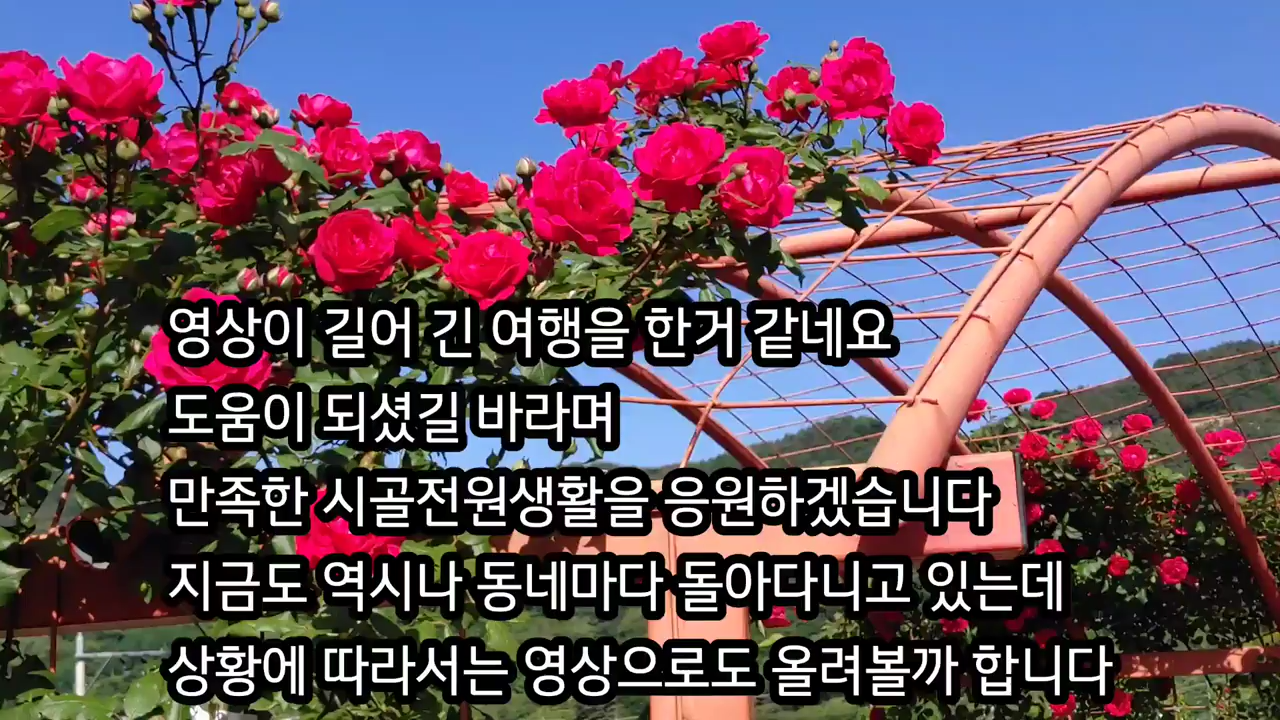 영상이 길어 긴 여행을 한거 같네요
도움이 되셨길 바라며
만족한 시골전원생활을 응원하겠습니다
지금도 역시나 동네마다 돌아다니고 있는데
상황에 따라서는 영상으로도 올려볼까 합니다